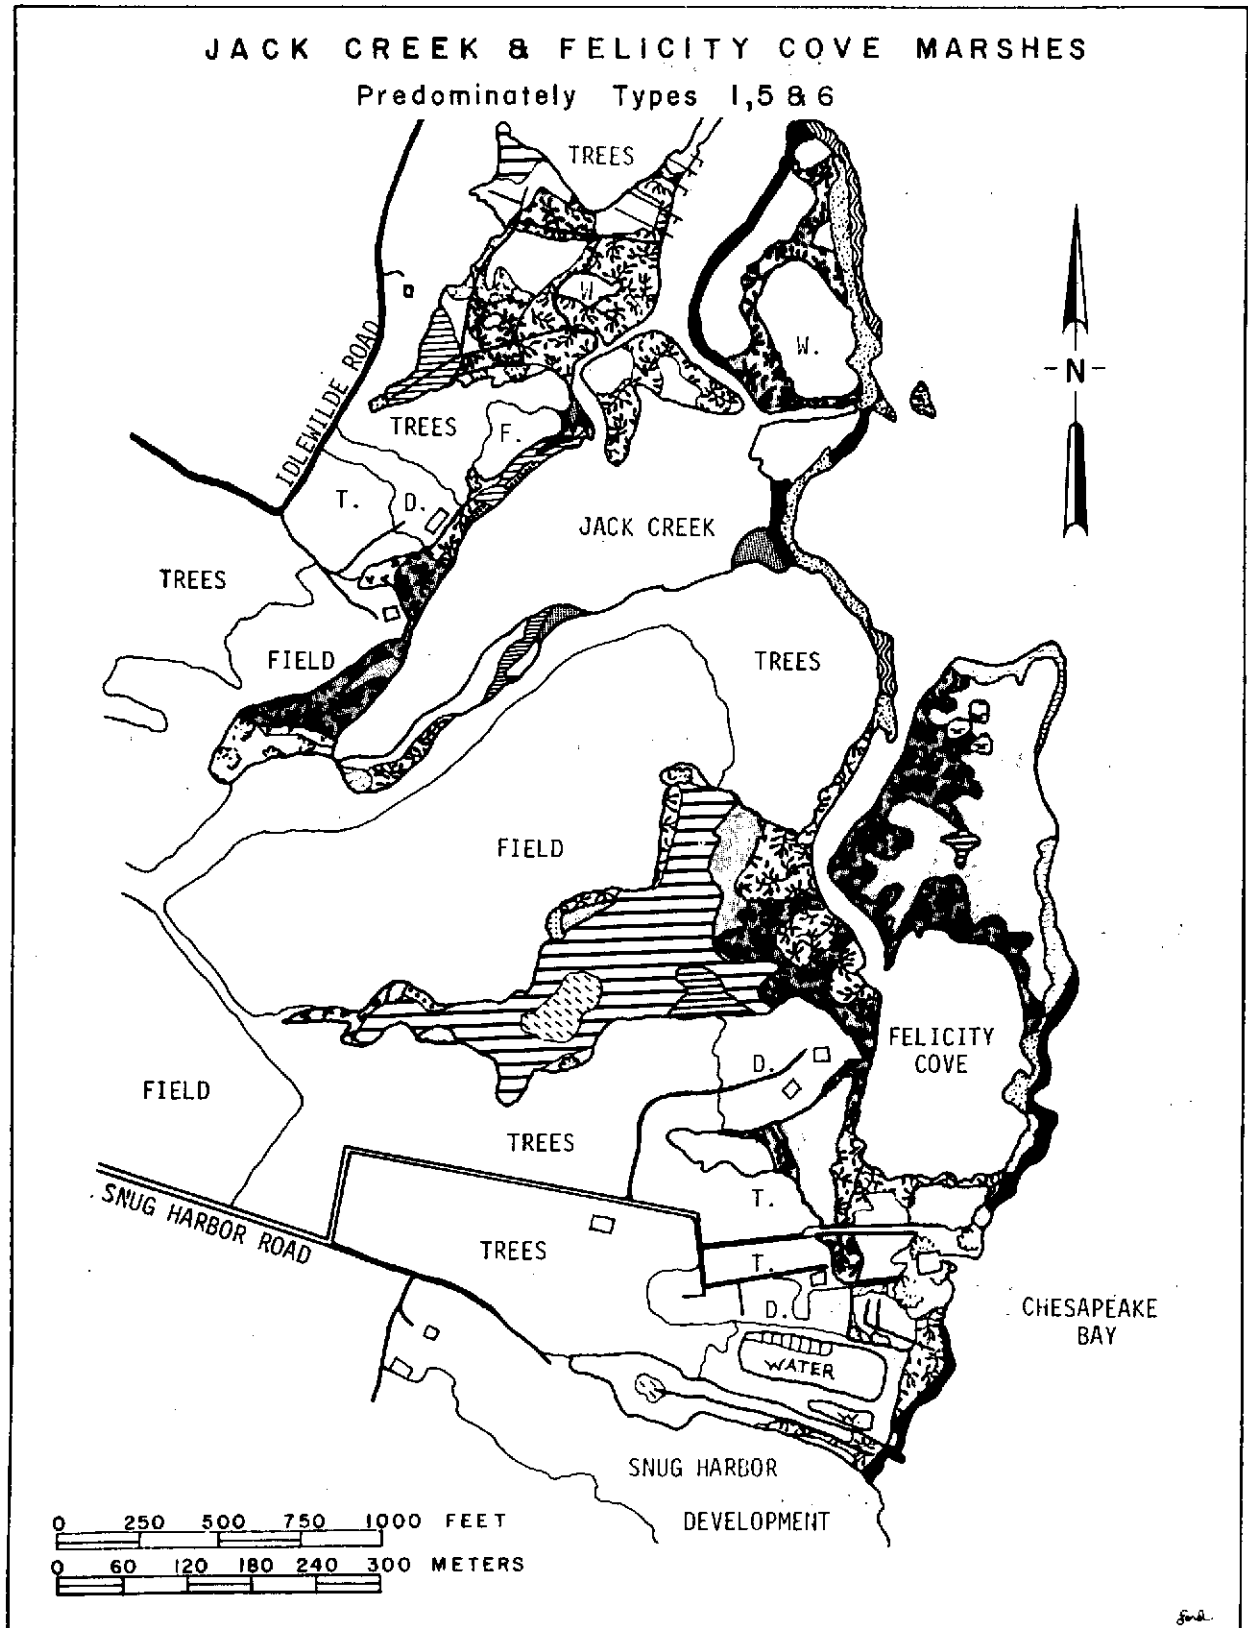 JACK CREEK & FELICITY COVE MARSHES
Predominately Types 1,5 & 6
TREES
W.
W.
-N-
IDLEWILDE ROAD
TREES
F.
T.
D.
JACK CREEK
TREES
FIELD
TREES
FIELD
FELICITY
COVE
D.
FIELD
TREES
T.
SNUG HARBOR ROAD
TREES
T.
D.
CHESAPEAKE
BAY
WATER
SNUG HARBOR
DEVELOPMENT
0 250 500 750 1000 FEET
0 60 120 180 240 300 METERS